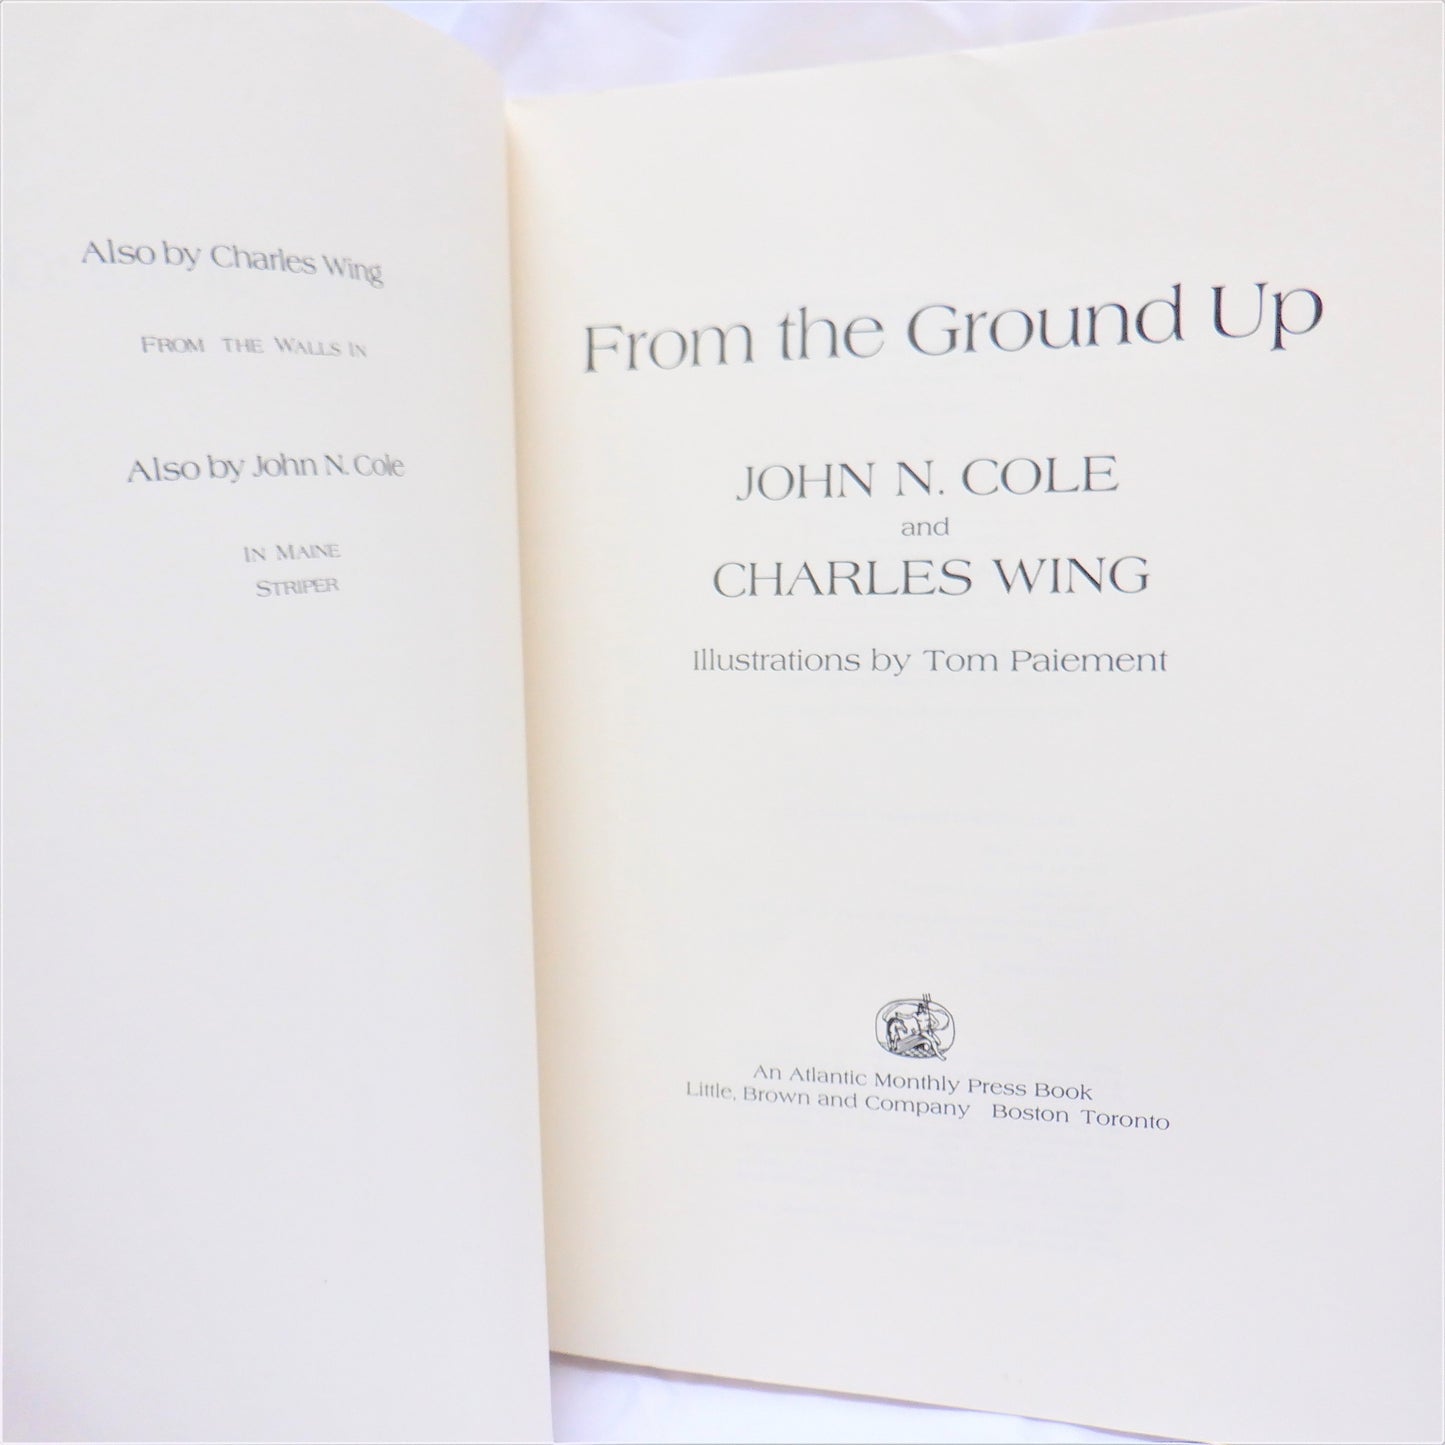 Also by Charles Wing
FROM THE WALLS IN
Also by John N. Cole
IN MAINE
STRIPER
From the Ground Up
JOHN N. COLE
and
CHARLES WING
Illustrations by Tom Paiement
An Atlantic Monthly Press Book
Little, Brown and Company Boston Toronto